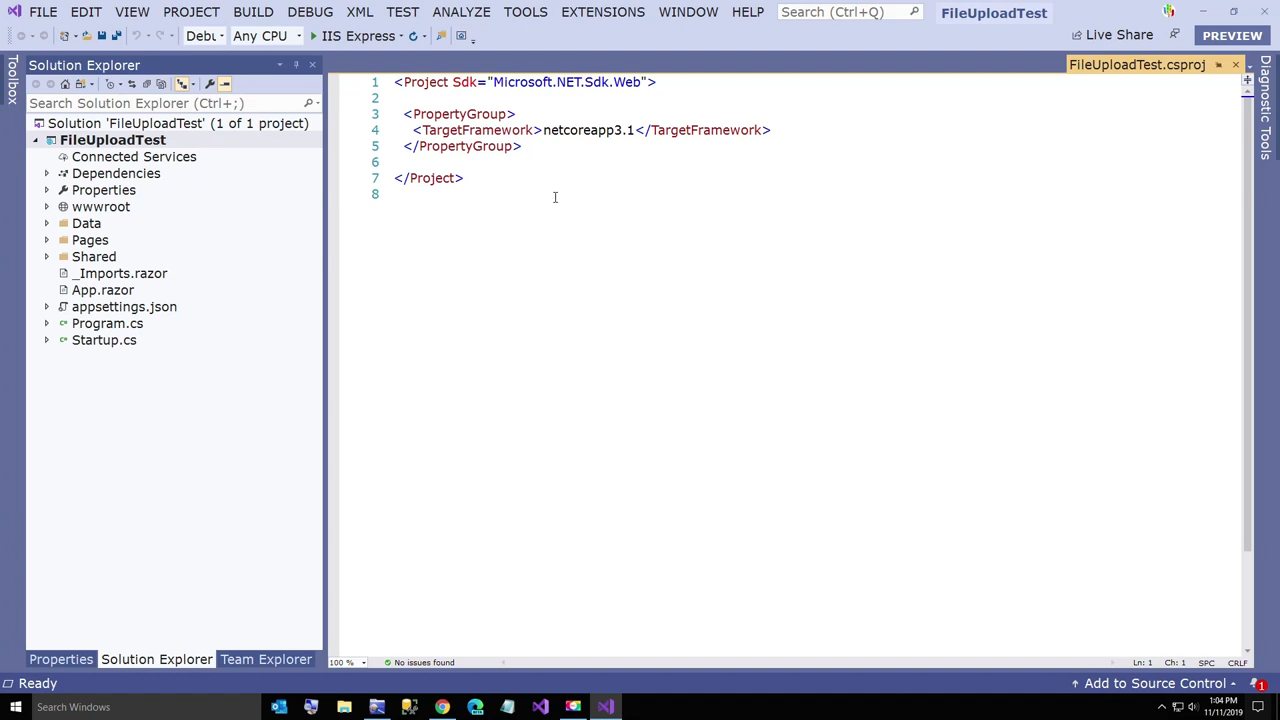 FILE EDIT VIEW PROJECT BUILD DEBUG XML TEST ANALYZE TOOLS EXTENSIONS WINDOW HELP Search (Ctrl+Q) FileUploadTest
Debu Any CPU IIS Express Live Share PREVIEW
Toolbox
Solution Explorer
Search Solution Explorer (Ctrl+;)
Solution 'FileUploadTest' (1 of 1 project)
FileUploadTest
Connected Services
Dependencies
Properties
wwwroot
Data
Pages
Shared
_Imports.razor
App.razor
appsettings.json
Program.cs
Startup.cs
Properties Solution Explorer Team Explorer
FileUploadTest.csproj
1 <Project Sdk="Microsoft.NET.Sdk.Web">
2
3 <PropertyGroup>
4 <TargetFramework>netcoreapp3.1</TargetFramework>
5 </PropertyGroup>
6
7 </Project>
8
100 % No issues found Ln: 1 Ch: 1 SPC CRLF
Diagnostic Tools
Ready Add to Source Control 1
Search Windows 1:04 PM
11/11/2019